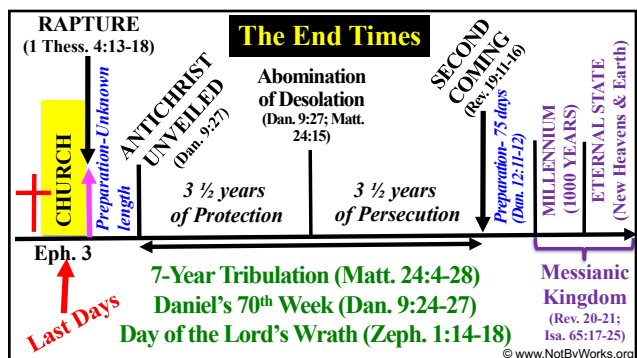 RAPTURE
(1 Thess. 4:13-18)
The End Times
CHURCH
Preparation-Unknown
length
ANTICHRIST
UNVEILED
(Dan. 9:27)
Abomination
of Desolation
(Dan. 9:27; Matt.
24:15)
SECOND
COMING
(Rev. 19:11-16)
Preparation- 75 days
(Dan. 12:11-12)
MILLENNIUM
(1000 YEARS)
ETERNAL STATE
(New Heavens & Earth)
3 ½ years
of Protection
3 ½ years
of Persecution
Eph. 3
Last Days
7-Year Tribulation (Matt. 24:4-28)
Daniel's 70th Week (Dan. 9:24-27)
Day of the Lord's Wrath (Zeph. 1:14-18)
Messianic
Kingdom
(Rev. 20-21;
Isa. 65:17-25)
© www.NotByWorks.org